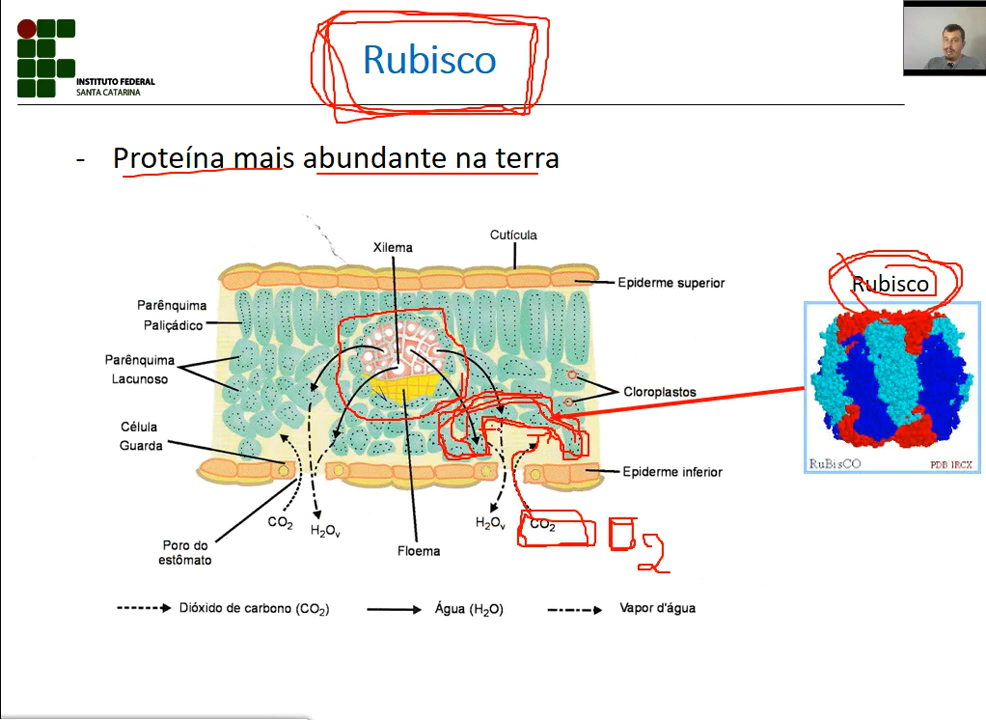 INSTITUTO FEDERAL
SANTA CATARINA
Rubisco
- Proteína mais abundante na terra
Xilema
Cutícula
Epiderme superior
Rubisco
Parênquima
Paliçádico
Parênquima
Lacunoso
Cloroplastos
Célula
Guarda
RuBisCO
PDB IRCX
Epiderme inferior
CO2
H2Ov
H2Ov
CO2
O2
Poro do
estômato
Floema
Dióxido de carbono (CO2)
Água (H2O)
Vapor d'água